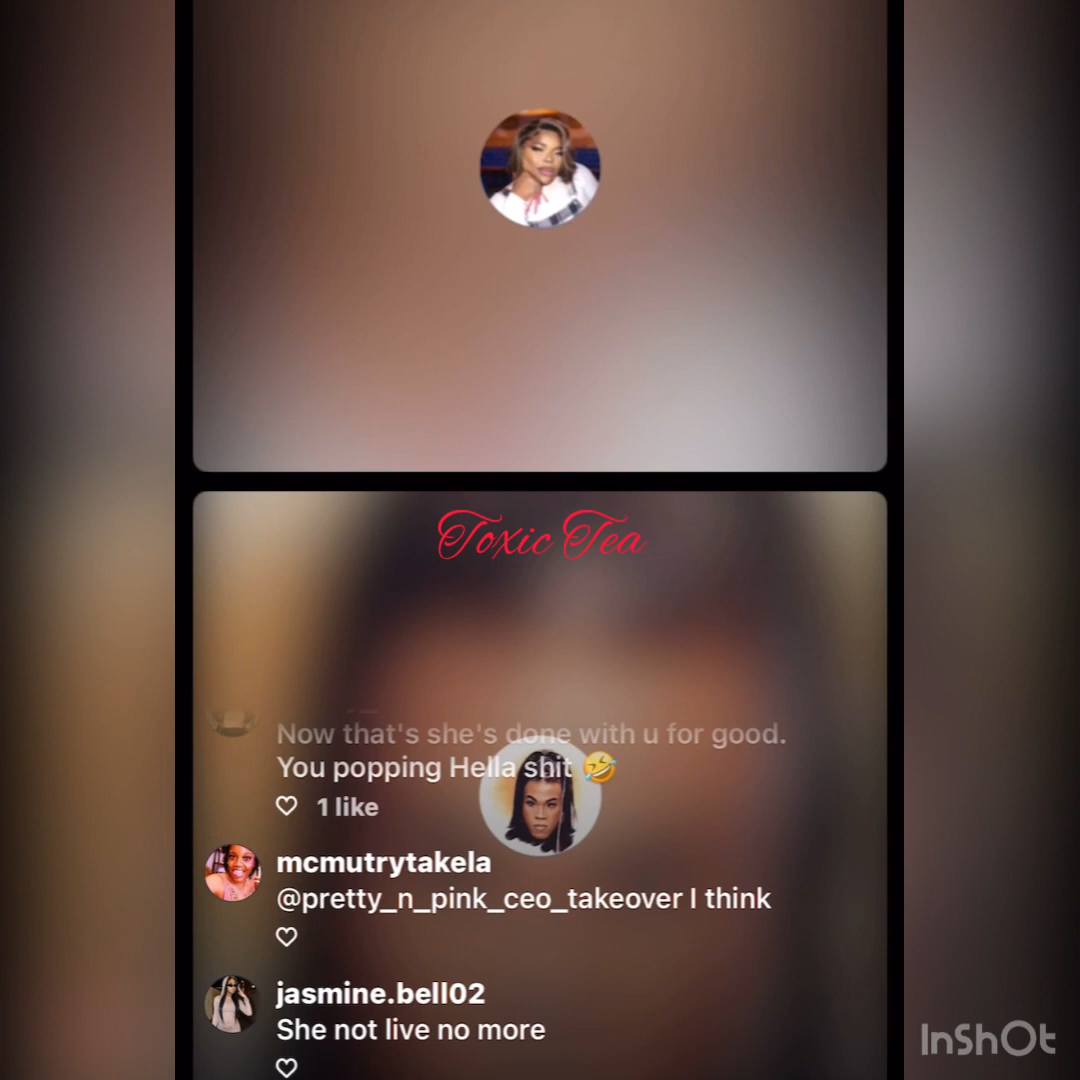 Toxic Tea
Now that's she's done with u for good.
You popping Hella shit 🤣
1 like
mcmutrytakela
@pretty_n_pink_ceo_takeover I think
jasmine.bell02
She not live no more
InShOt